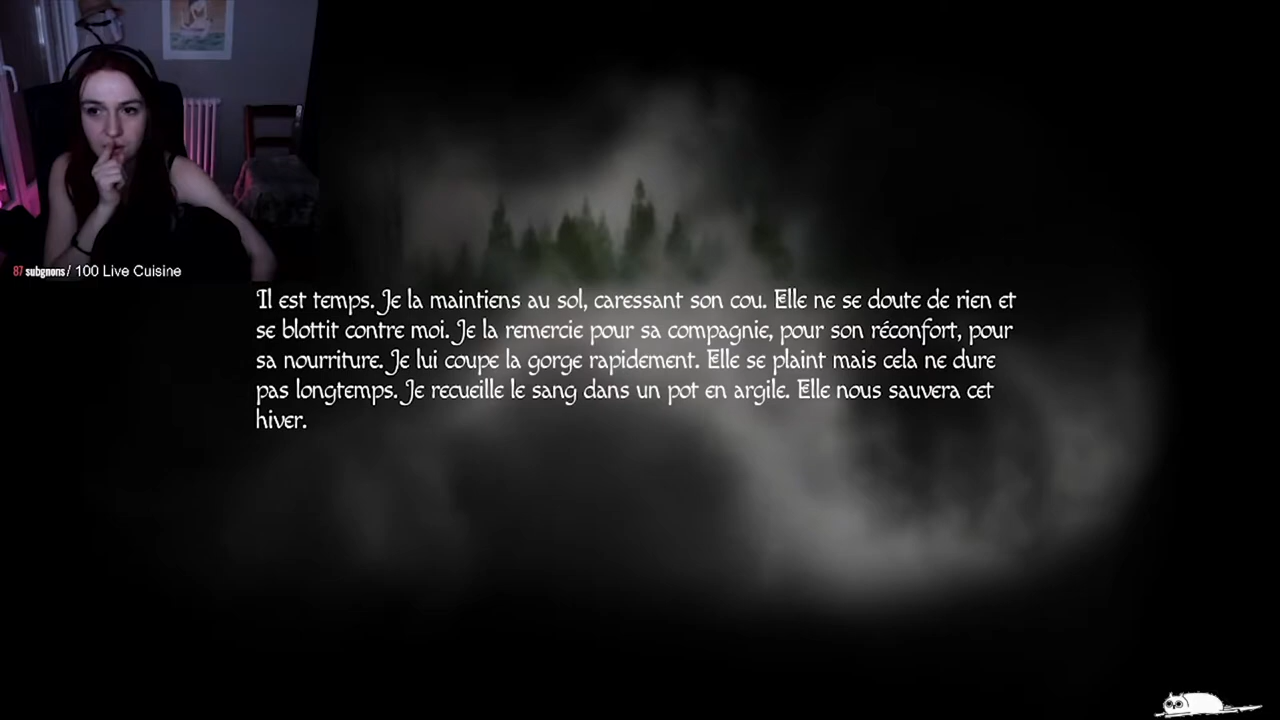 87 subgnons / 100 Live Cuisine
Il est temps. Je la maintiens au sol, caressant son cou. Elle ne se doute de rien et
se blottit contre moi. Je la remercie pour sa compagnie, pour son réconfort, pour
sa nourriture. Je lui coupe la gorge rapidement. Elle se plaint mais cela ne dure
pas longtemps. Je recueille le sang dans un pot en argile. Elle nous sauvera cet
hiver.